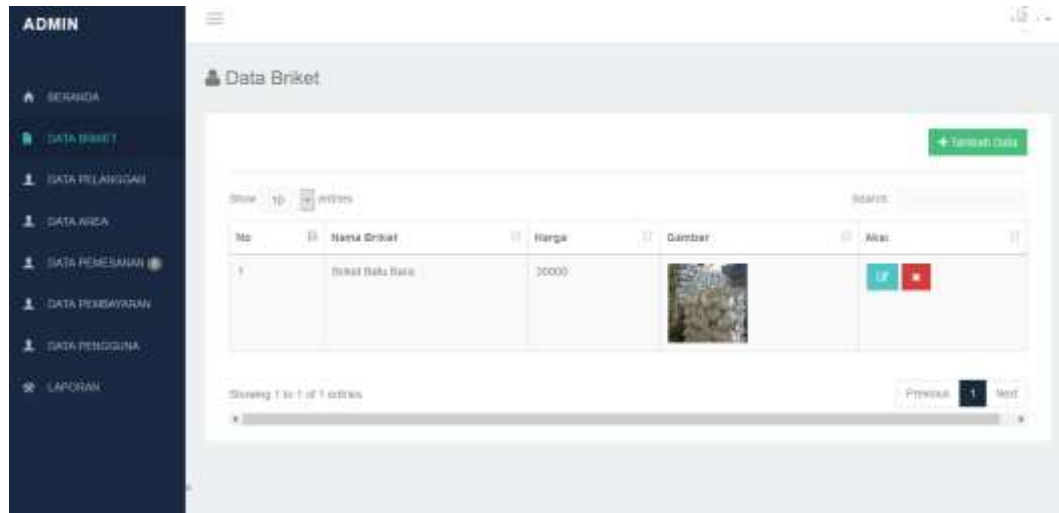 ADMIN
BERANDA
DATA BRIKET
DATA PELANGGAN
DATA AREA
DATA PEMESANAN
DATA PEMBAYARAN
DATA PENGGUNA
LAPORAN
Data Briket
+ Tambah Data
Show 10 entries
Search:
No Nama Briket Harga Gambar Aksi
1 Briket Batu Bara 30000
Showing 1 to 1 of 1 entries
Previous 1 Next